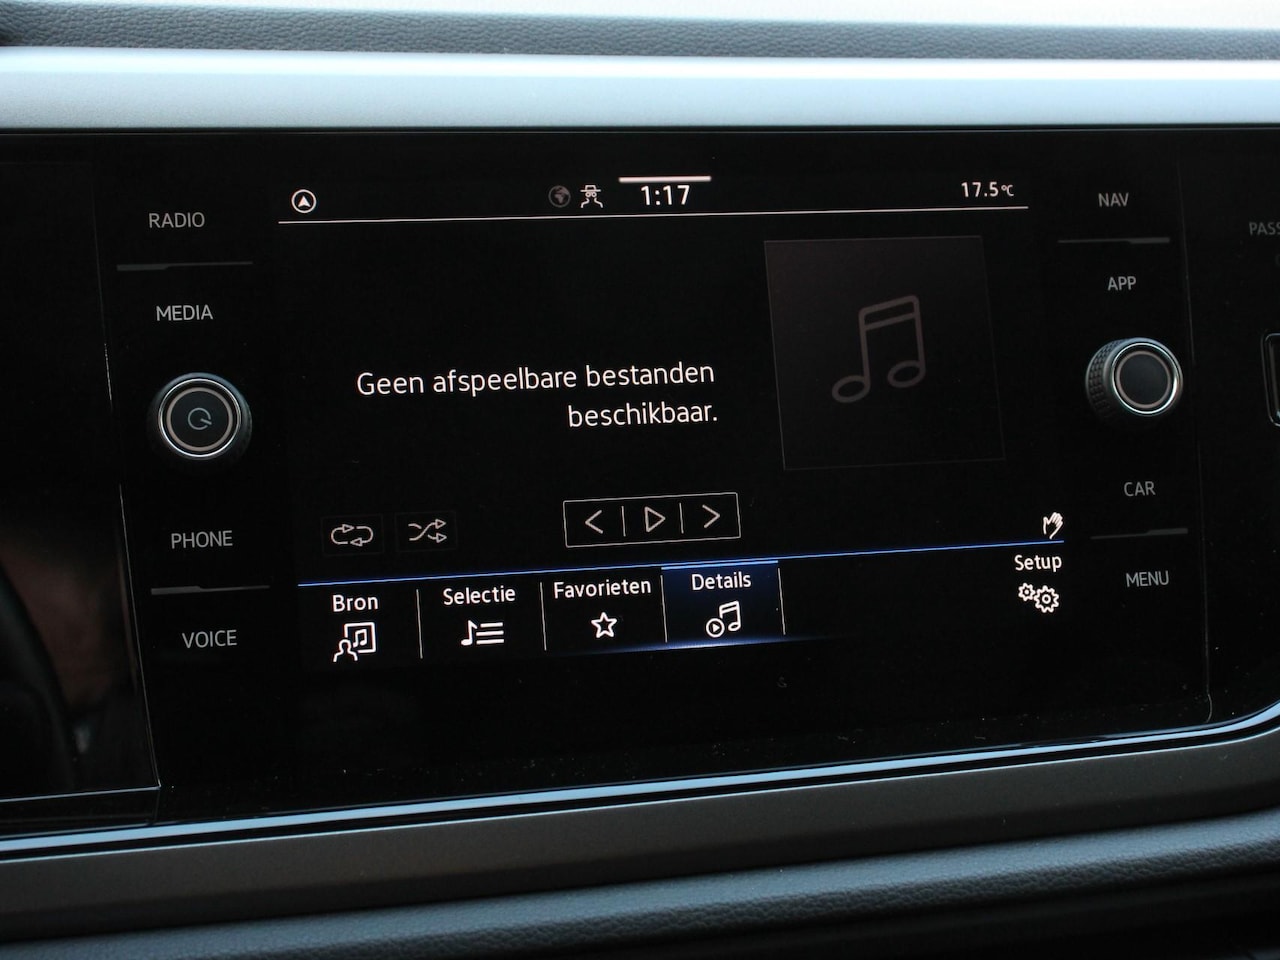 1:17
17.5°C
RADIO
NAV
PASS
MEDIA
APP
Geen afspeelbare bestanden
beschikbaar.
CAR
PHONE
Setup
MENU
Bron
Selectie
Favorieten
Details
VOICE